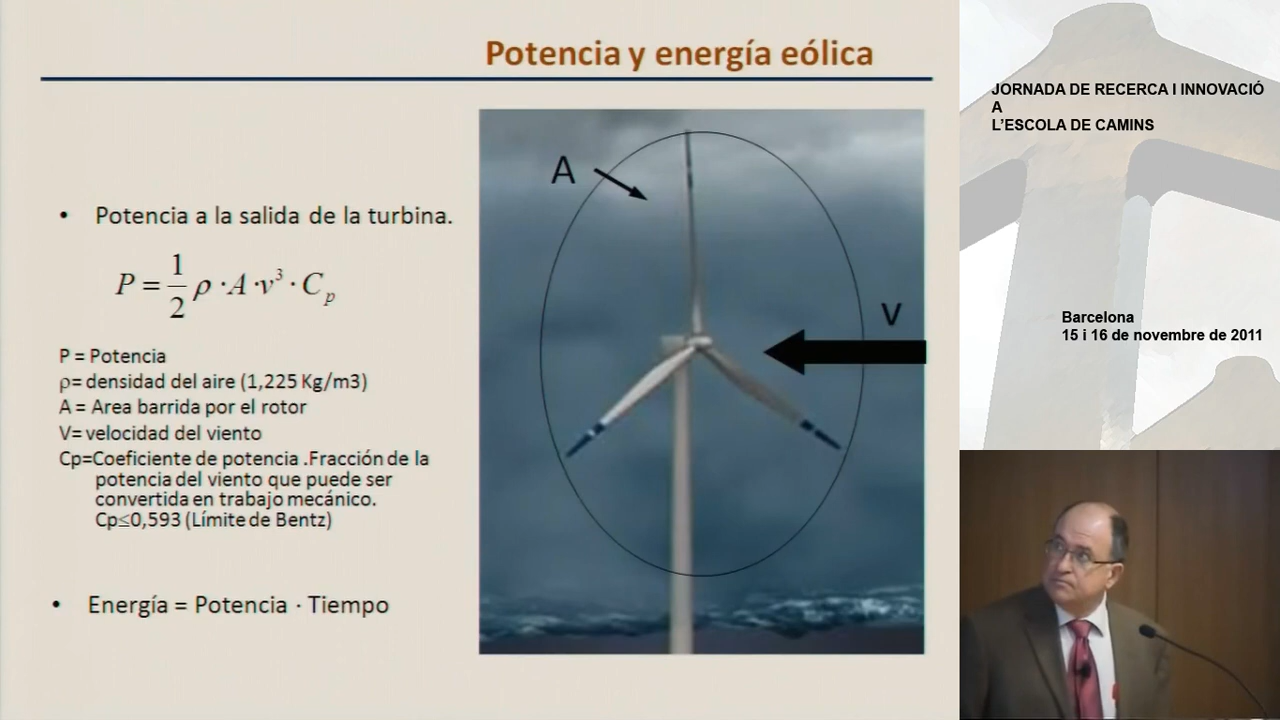 Potencia y energía eólica
• Potencia a la salida de la turbina.
P = 1/2 ρ · A · v³ · Cₚ
P = Potencia
ρ= densidad del aire (1,225 Kg/m3)
A = Area barrida por el rotor
V= velocidad del viento
Cp=Coeficiente de potencia .Fracción de la
potencia del viento que puede ser
convertida en trabajo mecánico.
Cp≤0,593 (Límite de Bentz)
• Energía = Potencia · Tiempo
A
V
JORNADA DE RECERCA I INNOVACIÓ
A
L'ESCOLA DE CAMINS
Barcelona
15 i 16 de novembre de 2011